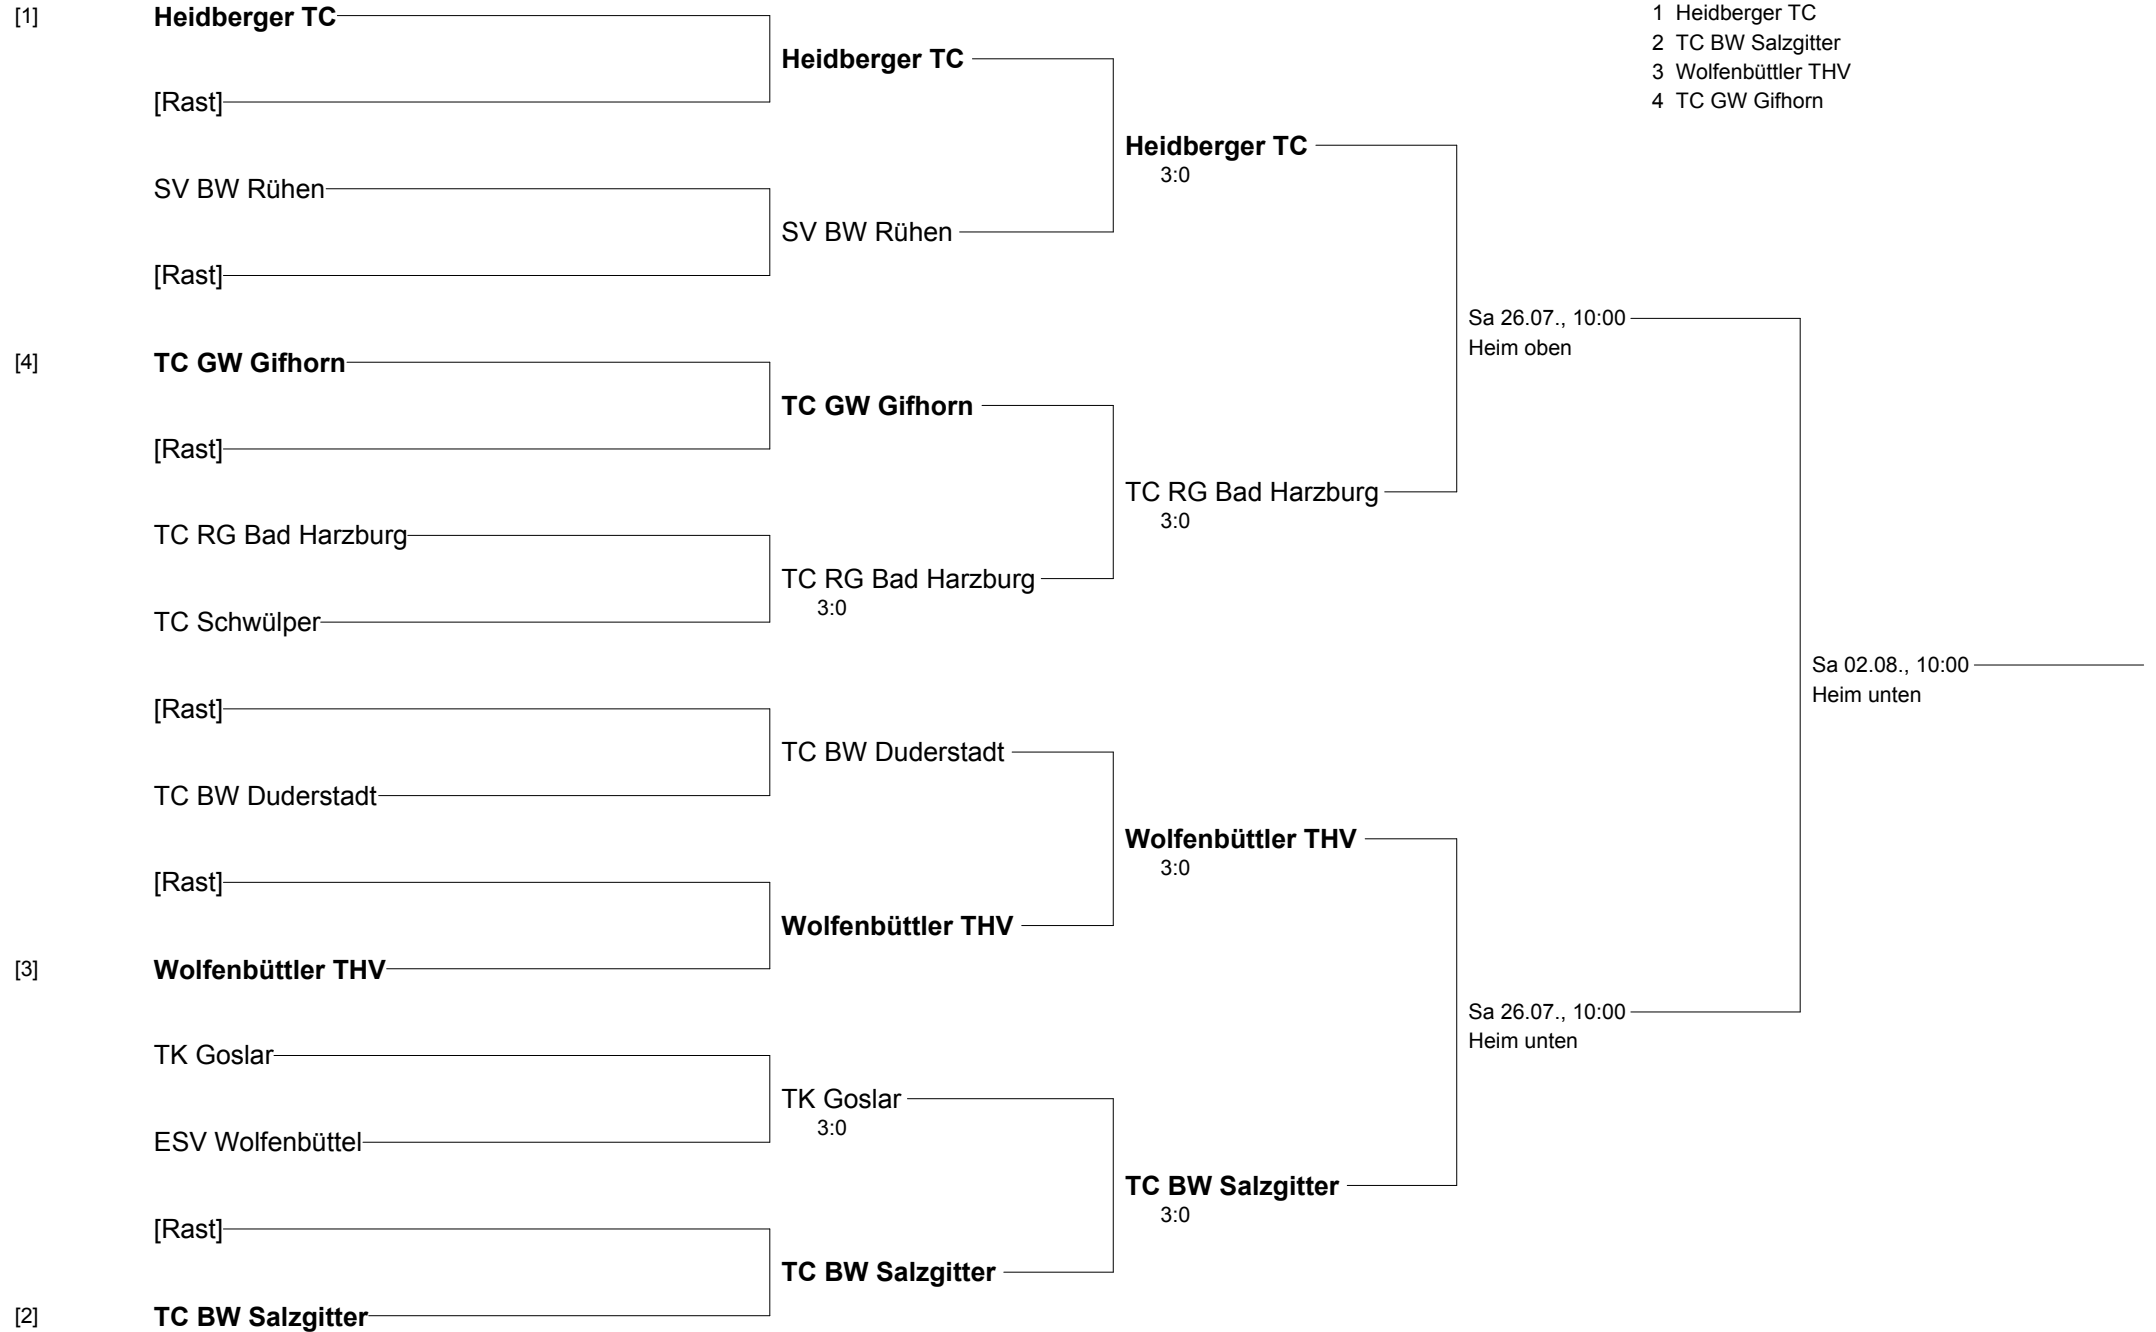 [1] Heidberger TC
[Rast]
SV BW Rühen
[Rast]
[4] TC GW Gifhorn
[Rast]
TC RG Bad Harzburg
TC Schwülper
[Rast]
TC BW Duderstadt
[Rast]
[3] Wolfenbüttler THV
TK Goslar
ESV Wolfenbüttel
[Rast]
[2] TC BW Salzgitter
Heidberger TC
SV BW Rühen
TC GW Gifhorn
TC RG Bad Harzburg
3:0
TC BW Duderstadt
Wolfenbüttler THV
TK Goslar
3:0
TC BW Salzgitter
Heidberger TC
3:0
TC RG Bad Harzburg
3:0
Wolfenbüttler THV
3:0
TC BW Salzgitter
3:0
Sa 26.07., 10:00
Heim oben
Sa 26.07., 10:00
Heim unten
1 Heidberger TC
2 TC BW Salzgitter
3 Wolfenbüttler THV
4 TC GW Gifhorn
Sa 02.08., 10:00
Heim unten